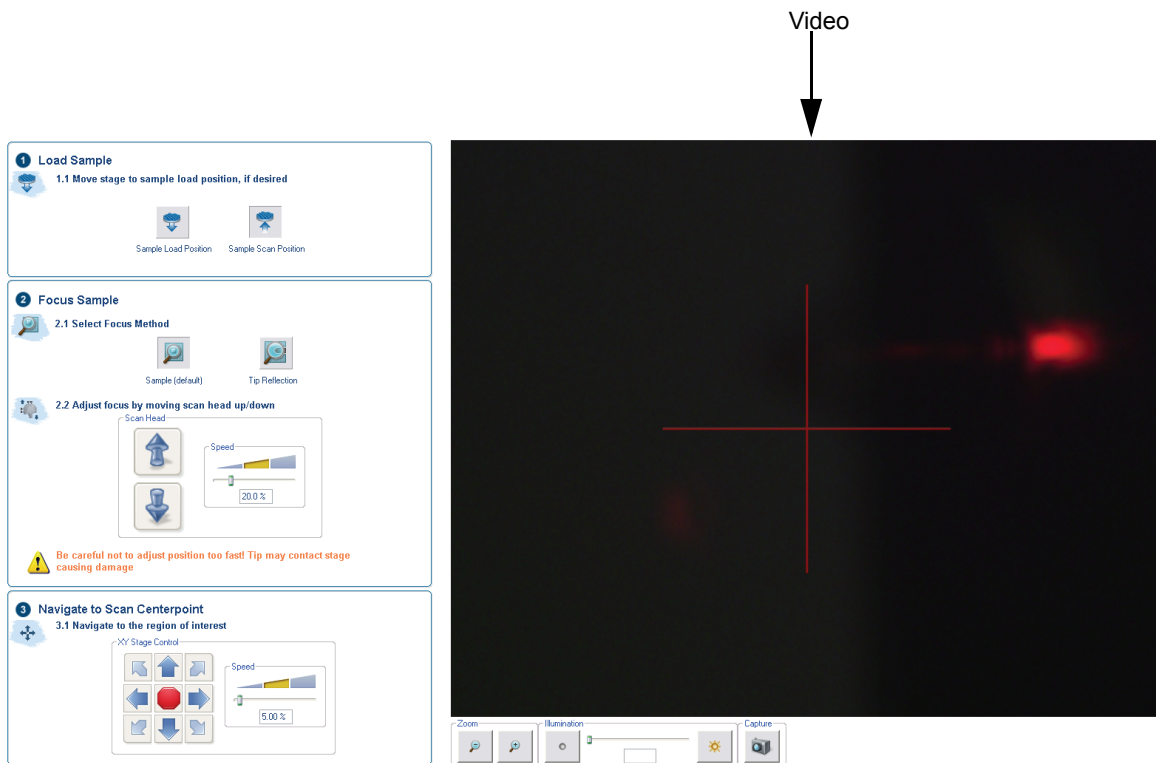 Video
1 Load Sample
1.1 Move stage to sample load position, if desired
Sample Load Position Sample Scan Position
2 Focus Sample
2.1 Select Focus Method
Sample (default) Tip Reflection
2.2 Adjust focus by moving scan head up/down
Scan Head
Speed
20.0 %
Be careful not to adjust position too fast! Tip may contact stage
causing damage
3 Navigate to Scan Centerpoint
3.1 Navigate to the region of interest
XY Stage Control
Speed
5.00 %
Zoom Illumination Capture